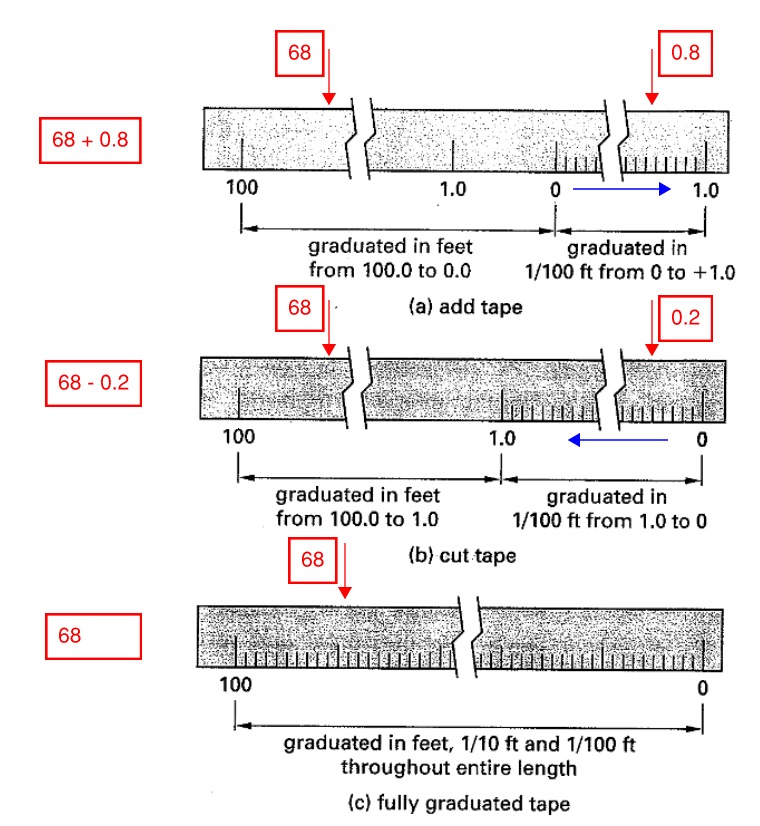 68
0.8
68 + 0.8
100
1.0
0
1.0
graduated in feet
from 100.0 to 0.0
graduated in
1/100 ft from 0 to +1.0
(a) add tape
68
0.2
68 - 0.2
100
1.0
0
graduated in feet
from 100.0 to 1.0
graduated in
1/100 ft from 1.0 to 0
(b) cut tape
68
68
100
0
graduated in feet, 1/10 ft and 1/100 ft
throughout entire length
(c) fully graduated tape